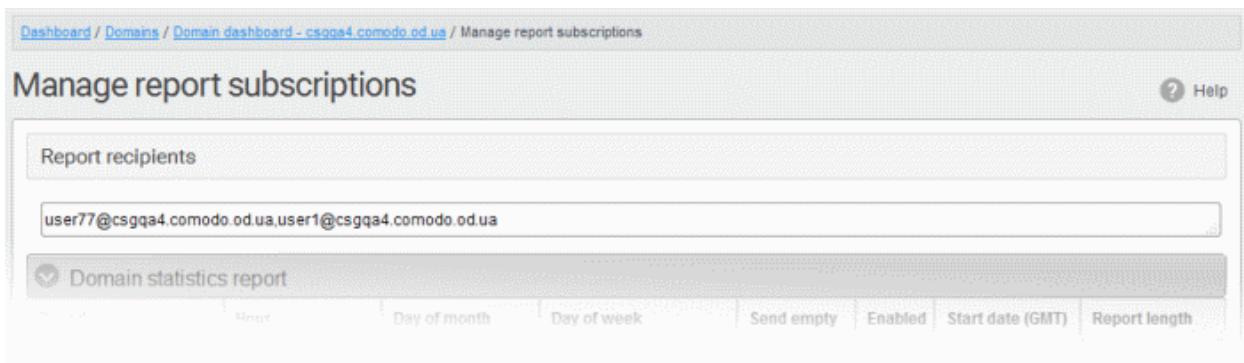 Dashboard / Domains / Domain dashboard - csgqa4.comodo.od.ua / Manage report subscriptions
Manage report subscriptions
Help
Report recipients
user77@csgqa4.comodo.od.ua,user1@csgqa4.comodo.od.ua
Domain statistics report
Hour Day of month Day of week Send empty Enabled Start date (GMT) Report length